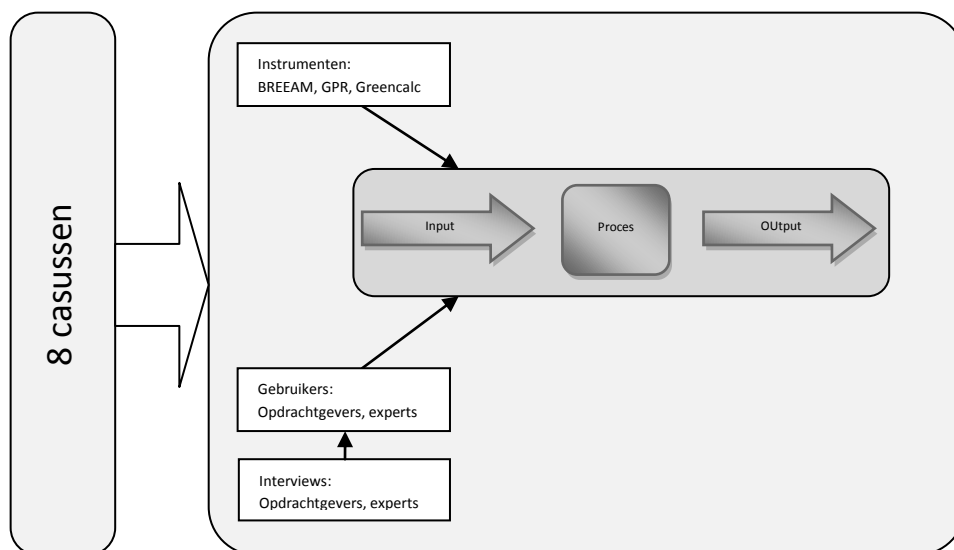 8 casussen
Instrumenten:
BREEAM, GPR, Greencalc
Input
Proces
OUtput
Gebruikers:
Opdrachtgevers, experts
Interviews:
Opdrachtgevers, experts